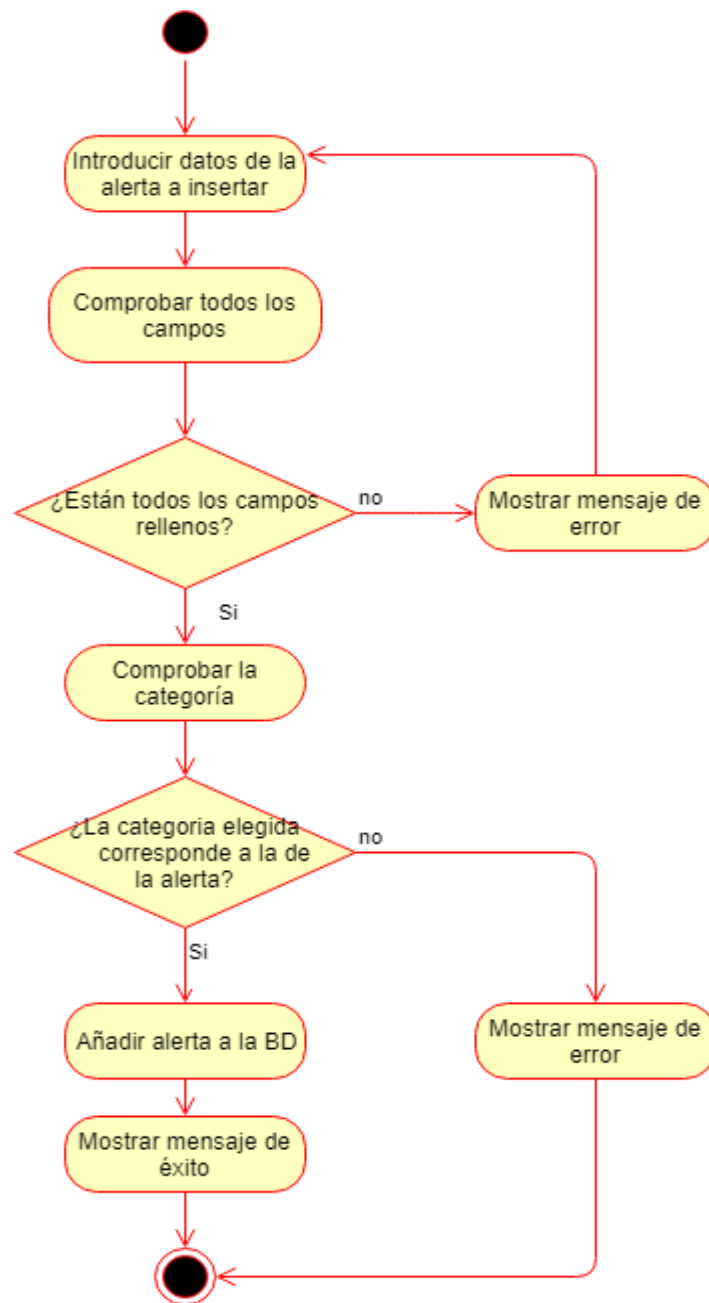 Introducir datos de la
alerta a insertar
Comprobar todos los
campos
¿Están todos los campos
rellenos?
no
Mostrar mensaje de
error
Si
Comprobar la
categoría
¿La categoria elegida
corresponde a la de
la alerta?
no
Si
Añadir alerta a la BD
Mostrar mensaje de
error
Mostrar mensaje de
éxito